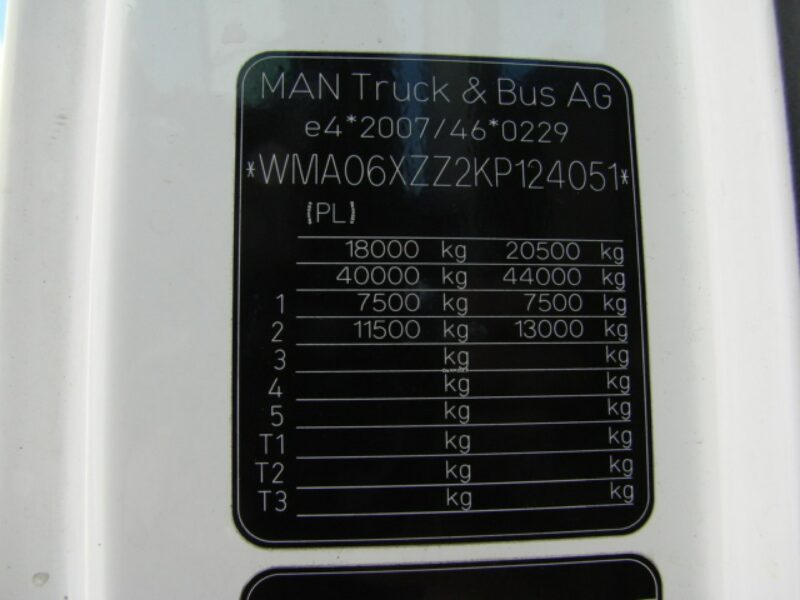 MAN Truck & Bus AG
e4*2007/46*0229
*WMA06XZZ2KP124051*
PL
18000 kg 20500 kg
40000 kg 44000 kg
1 7500 kg 7500 kg
2 11500 kg 13000 kg
3 kg kg
4 kg kg
5 kg kg
T1 kg kg
T2 kg kg
T3 kg kg